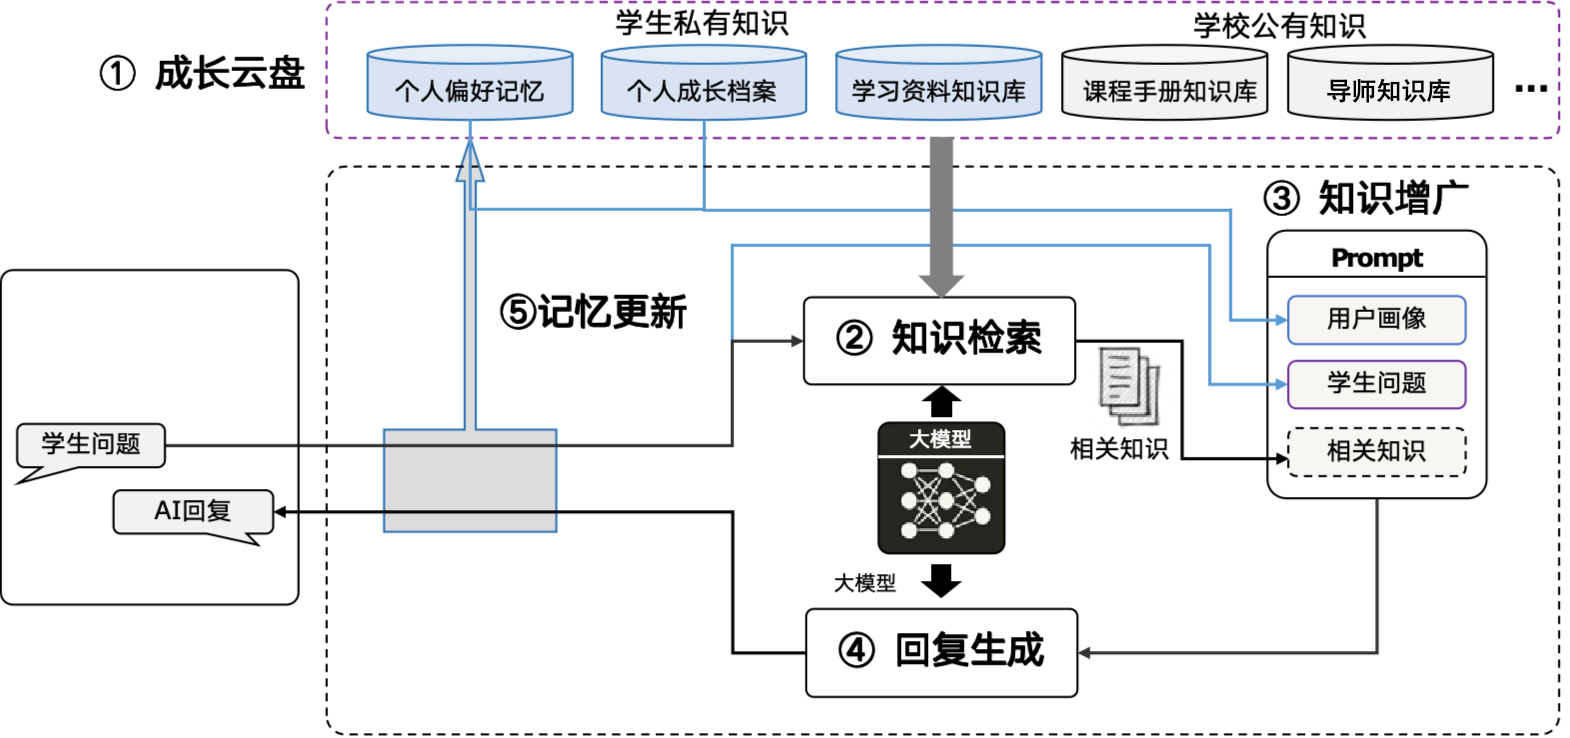 学生私有知识
学校公有知识
① 成长云盘
个人偏好记忆
个人成长档案
学习资料知识库
课程手册知识库
导师知识库
...
③ 知识增广
Prompt
用户画像
学生问题
相关知识
⑤记忆更新
② 知识检索
相关知识
大模型
学生问题
AI回复
大模型
④ 回复生成